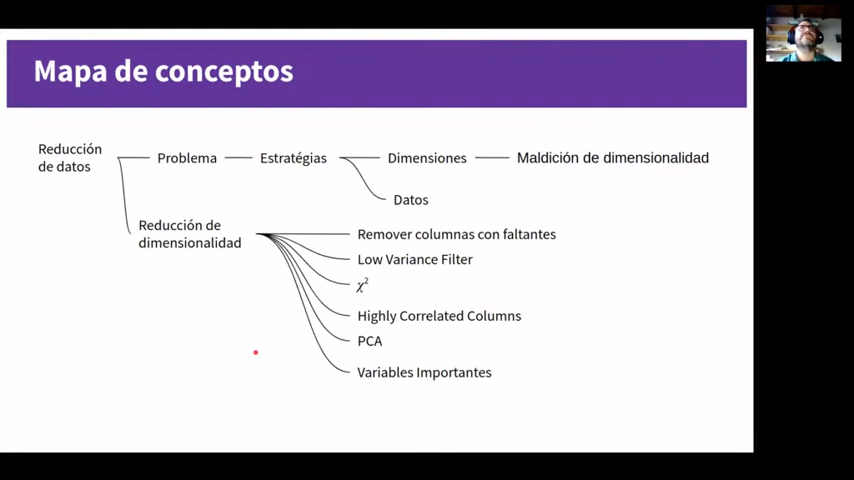 Mapa de conceptos
Reducción
de datos
Problema
Estratégias
Dimensiones
Maldición de dimensionalidad
Datos
Reducción de
dimensionalidad
Remover columnas con faltantes
Low Variance Filter
χ²
Highly Correlated Columns
PCA
Variables Importantes